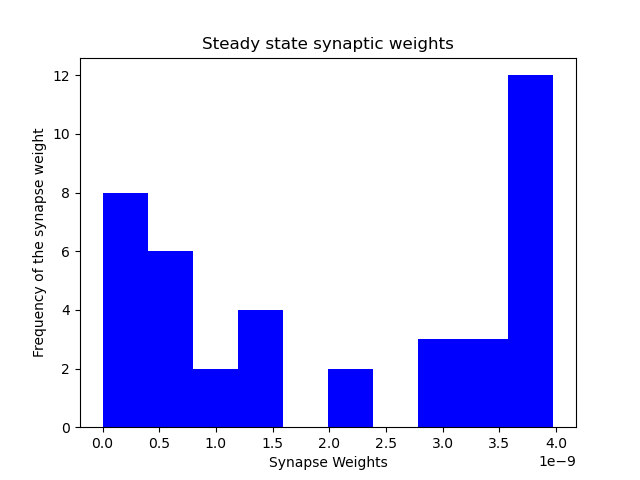 Steady state synaptic weights
12
10
8
6
4
2
0
Frequency of the synapse weight
0.0 0.5 1.0 1.5 2.0 2.5 3.0 3.5 4.0
1e−9
Synapse Weights